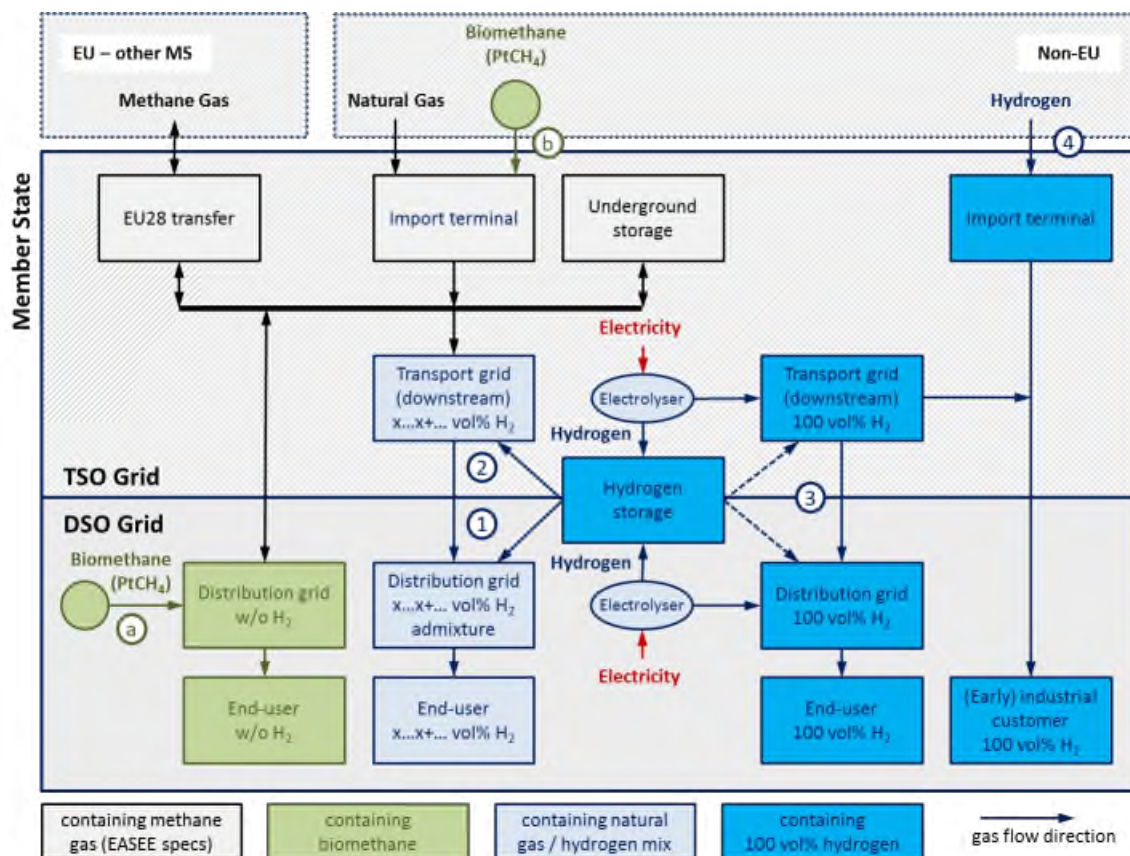 EU – other MS
Methane Gas
Natural Gas
Biomethane
(PtCH₄)
b
Non-EU
Hydrogen
4
Member State
EU28 transfer
Import terminal
Underground
storage
Import terminal
Electricity
Transport grid
(downstream)
x...x+... vol% H₂
Electrolyser
Transport grid
(downstream)
100 vol% H₂
Hydrogen
2
Hydrogen
storage
3
TSO Grid
DSO Grid
1
Biomethane
(PtCH₄)
a
Distribution grid
w/o H₂
Distribution grid
x...x+... vol% H₂
admixture
Hydrogen
Electrolyser
Distribution grid
100 vol% H₂
Electricity
End-user
w/o H₂
End-user
x...x+... vol% H₂
End-user
100 vol% H₂
(Early) industrial
customer
100 vol% H₂
containing methane
gas (EASEE specs)
containing
biomethane
containing natural
gas / hydrogen mix
containing
100 vol% hydrogen
gas flow direction